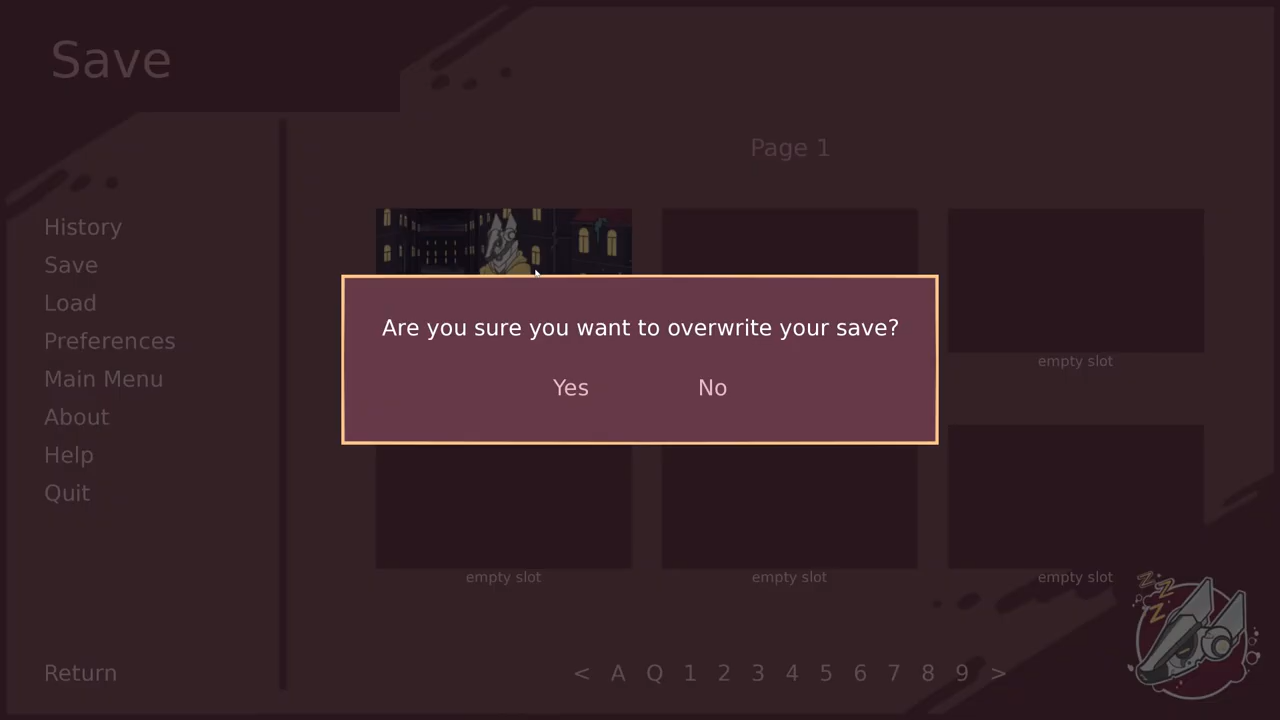 Save
Page 1
History
Save
Load
Preferences
Main Menu
About
Help
Quit
Return
Are you sure you want to overwrite your save?
Yes No
empty slot
empty slot empty slot empty slot
< A Q 1 2 3 4 5 6 7 8 9 >
z z z